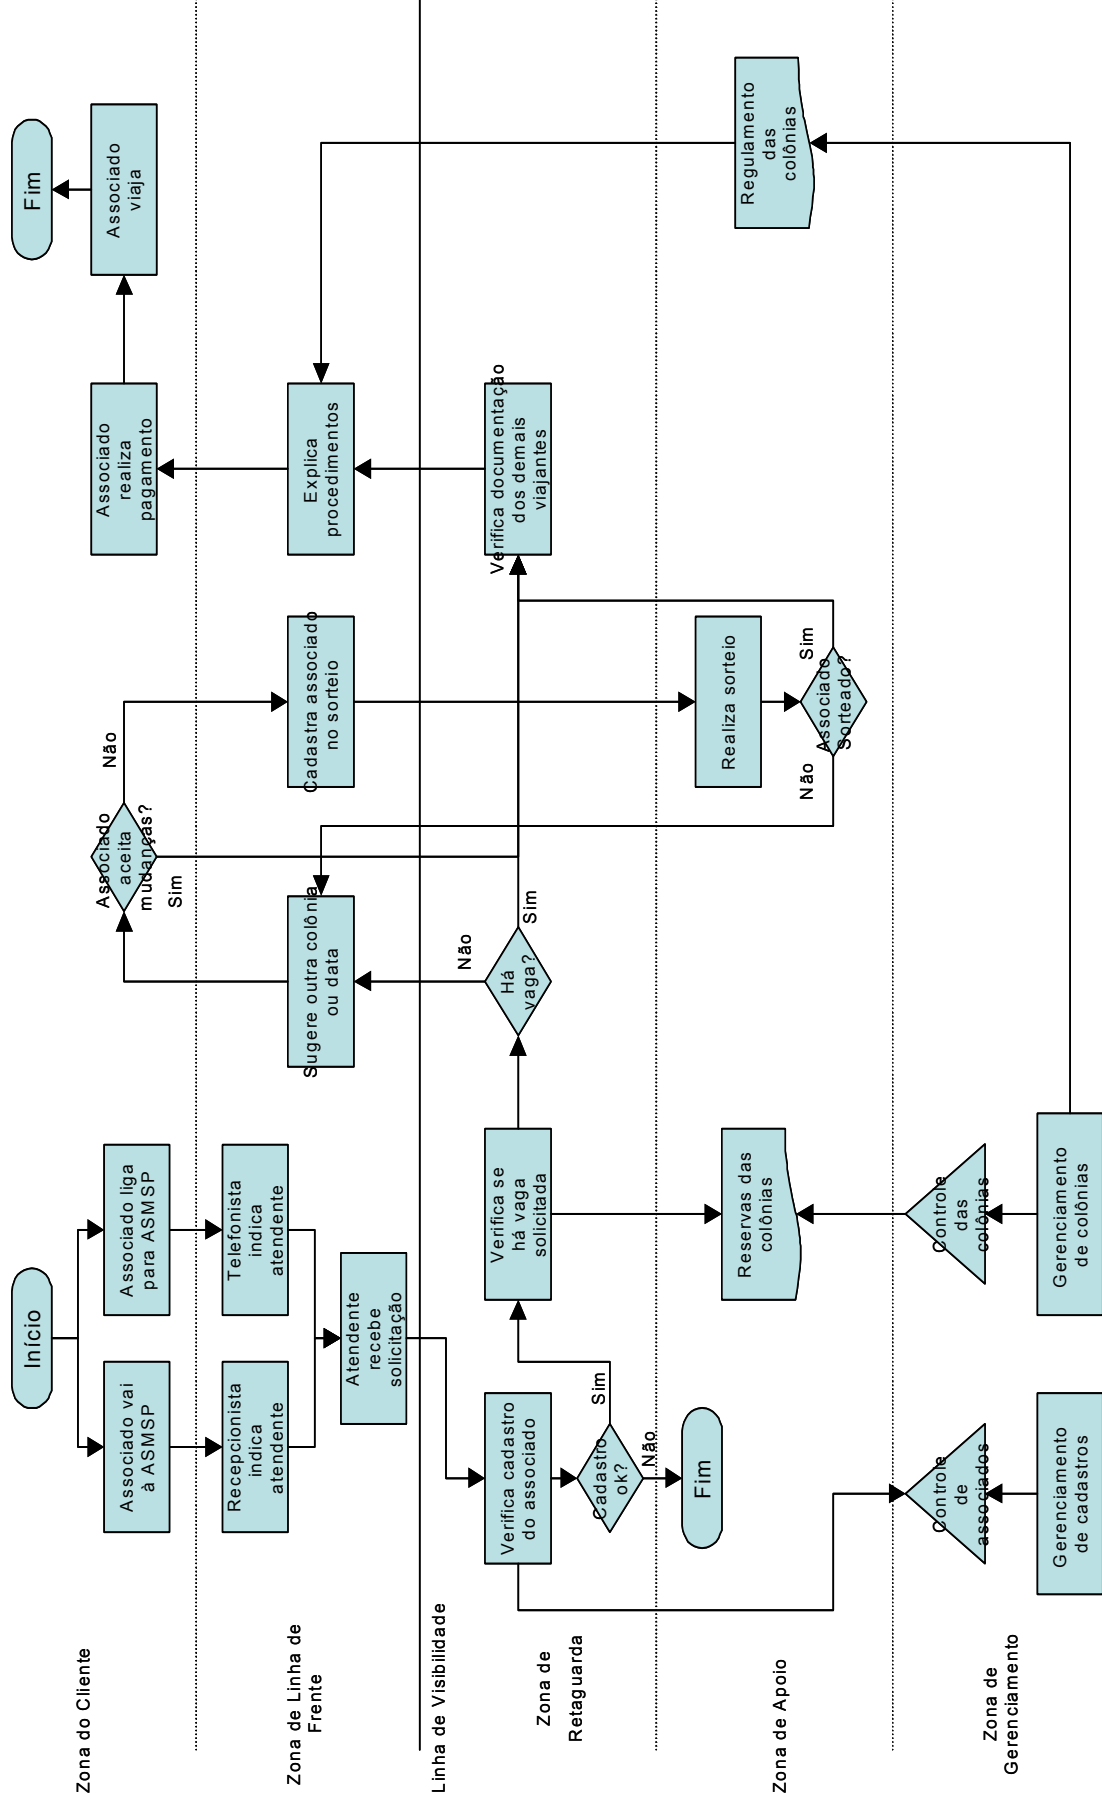 Zona do Cliente
Início
Associado vai
à ASMSP
Associado liga
para ASMSP
Associado
aceita
mudanças?
Não
Sim
Associado
realiza
pagamento
Associado
viaja
Fim
Zona de Linha de
Frente
Recepcionista
indica
atendente
Telefonista
indica
atendente
Atendente
recebe
solicitação
Sugere outra colônia
ou data
Cadastra associado
no sorteio
Explica
procedimentos
Linha de Visibilidade
Zona de
Retaguarda
Verifica cadastro
do associado
Cadastro
ok?
Sim
Não
Fim
Verifica se
há vaga
solicitada
Há
vaga?
Não
Sim
Verifica documentação
dos demais
viajantes
Zona de Apoio
Reservas das
colônias
Realiza sorteio
Associado
Sorteado?
Não
Sim
Regulamento
das
colônias
Zona de
Gerenciamento
Controle
de
associados
Gerenciamento
de cadastros
Controle
das
colônias
Gerenciamento
de colônias